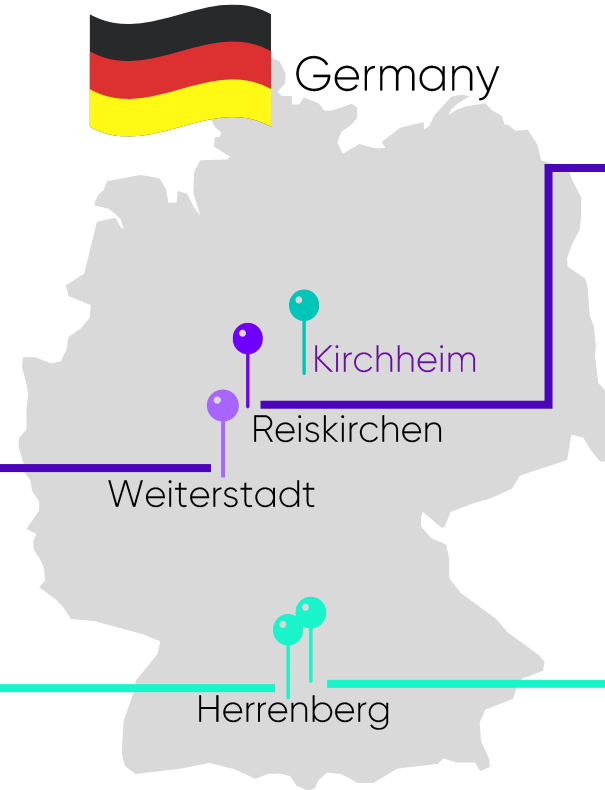 Germany
Kirchheim
Reiskirchen
Weiterstadt
Herrenberg